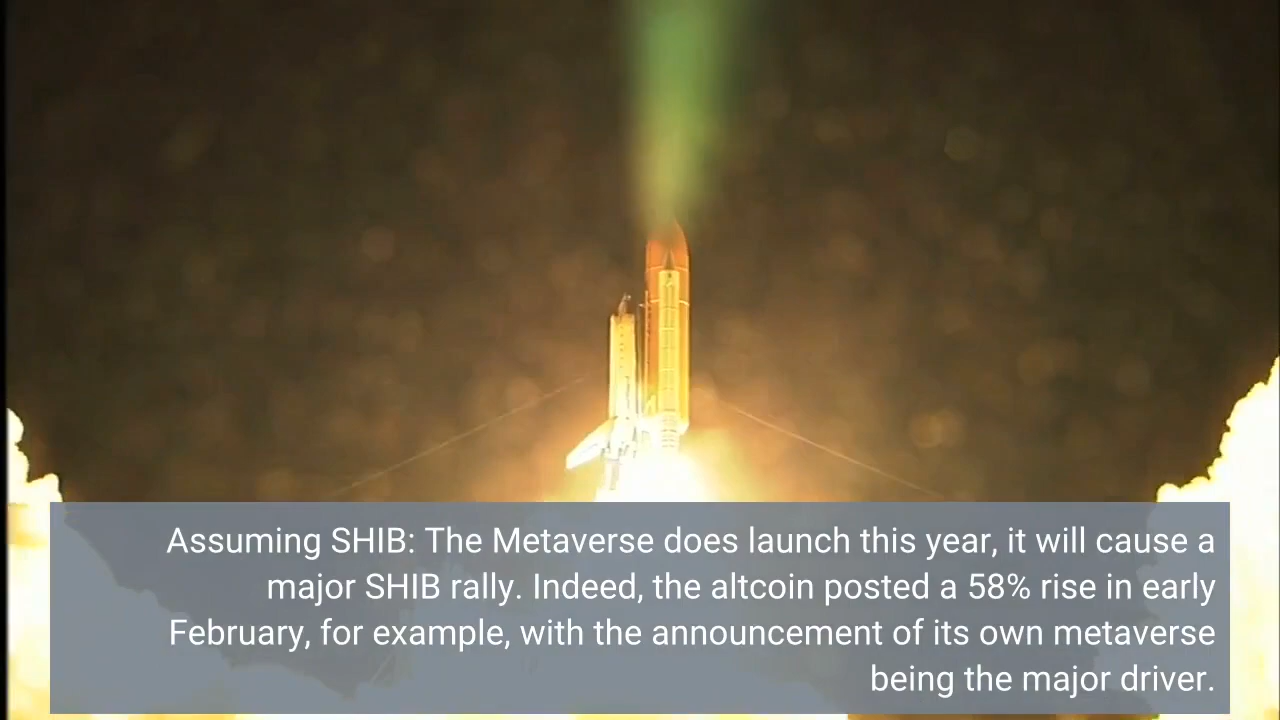 Assuming SHIB: The Metaverse does launch this year, it will cause a
major SHIB rally. Indeed, the altcoin posted a 58% rise in early
February, for example, with the announcement of its own metaverse
being the major driver.